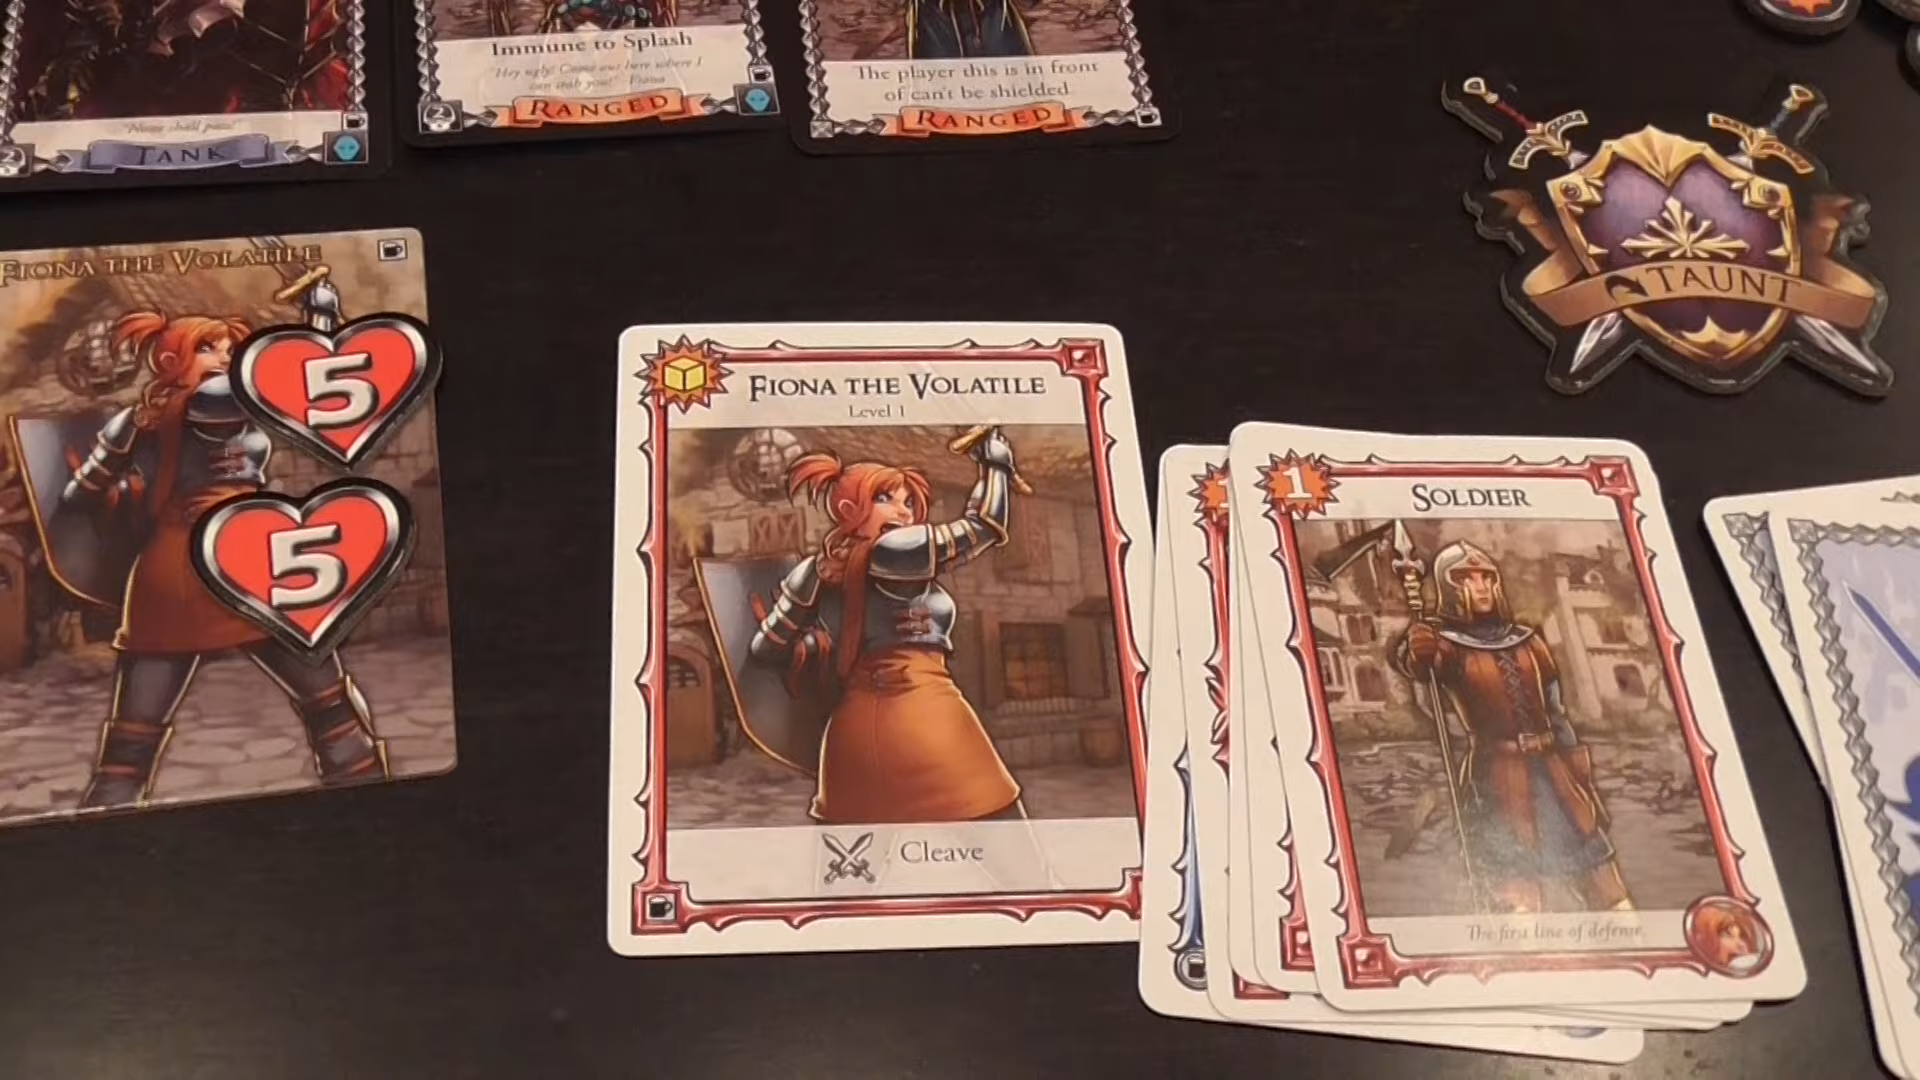 "None shall pass!"
TANK
2
Immune to Splash
"Hey ugly! Come out here where I
can stab you!" - Fiona
RANGED
2
The player this is in front
of can't be shielded
RANGED
FIONA THE VOLATILE
5
5
FIONA THE VOLATILE
Level 1
: Cleave
TAUNT
1
SOLDIER
The first line of defense.